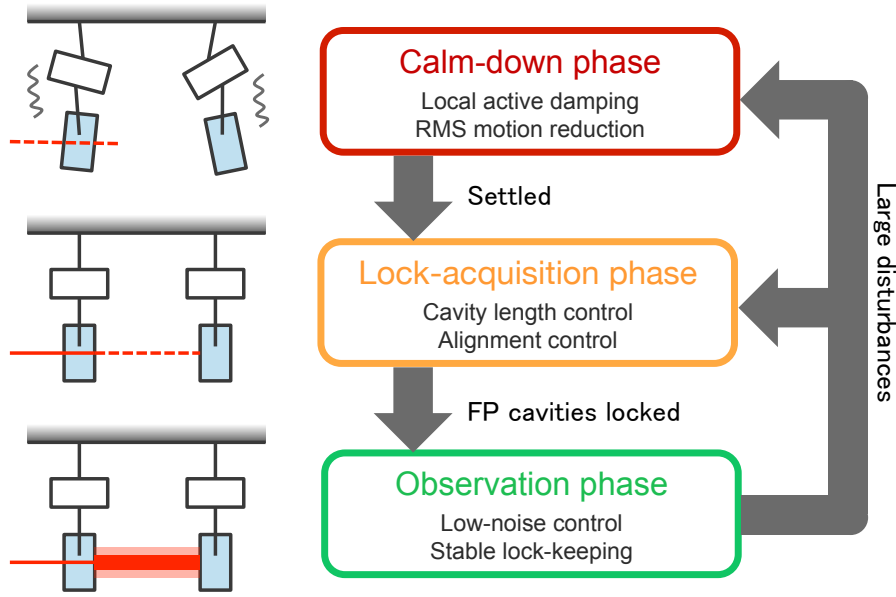 Calm-down phase
Local active damping
RMS motion reduction
Settled
Lock-acquisition phase
Cavity length control
Alignment control
FP cavities locked
Observation phase
Low-noise control
Stable lock-keeping
Large disturbances